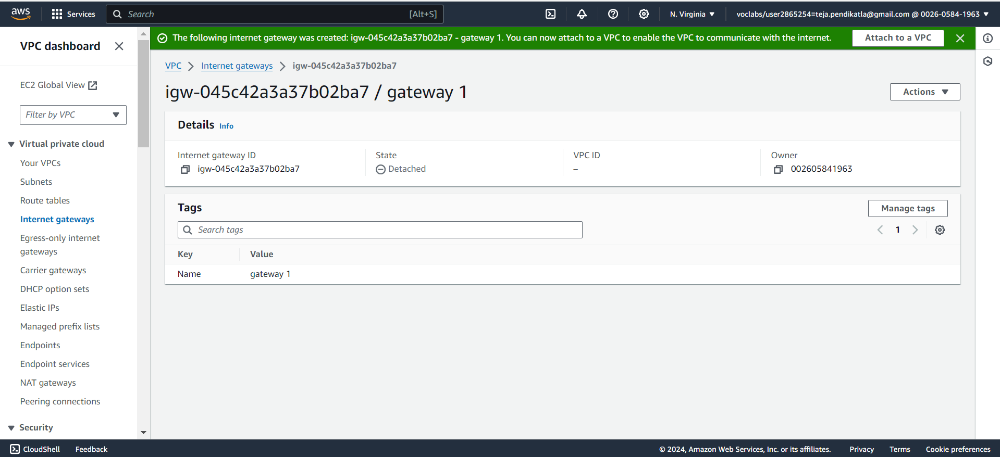 aws
Services
Search [Alt+S]
N. Virginia
voclabs/user2865254=teja.pendikatla@gmail.com @ 0026-0584-1963
VPC dashboard
EC2 Global View
Filter by VPC
Virtual private cloud
Your VPCs
Subnets
Route tables
Internet gateways
Egress-only internet
gateways
Carrier gateways
DHCP option sets
Elastic IPs
Managed prefix lists
Endpoints
Endpoint services
NAT gateways
Peering connections
Security
The following internet gateway was created: igw-045c42a3a37b02ba7 - gateway 1. You can now attach to a VPC to enable the VPC to communicate with the internet.
Attach to a VPC
VPC
Internet gateways
igw-045c42a3a37b02ba7
igw-045c42a3a37b02ba7 / gateway 1
Actions
Details Info
Internet gateway ID
igw-045c42a3a37b02ba7
State
Detached
VPC ID
–
Owner
002605841963
Tags
Manage tags
Search tags
1
Key Value
Name gateway 1
CloudShell
Feedback
© 2024, Amazon Web Services, Inc. or its affiliates.
Privacy
Terms
Cookie preferences